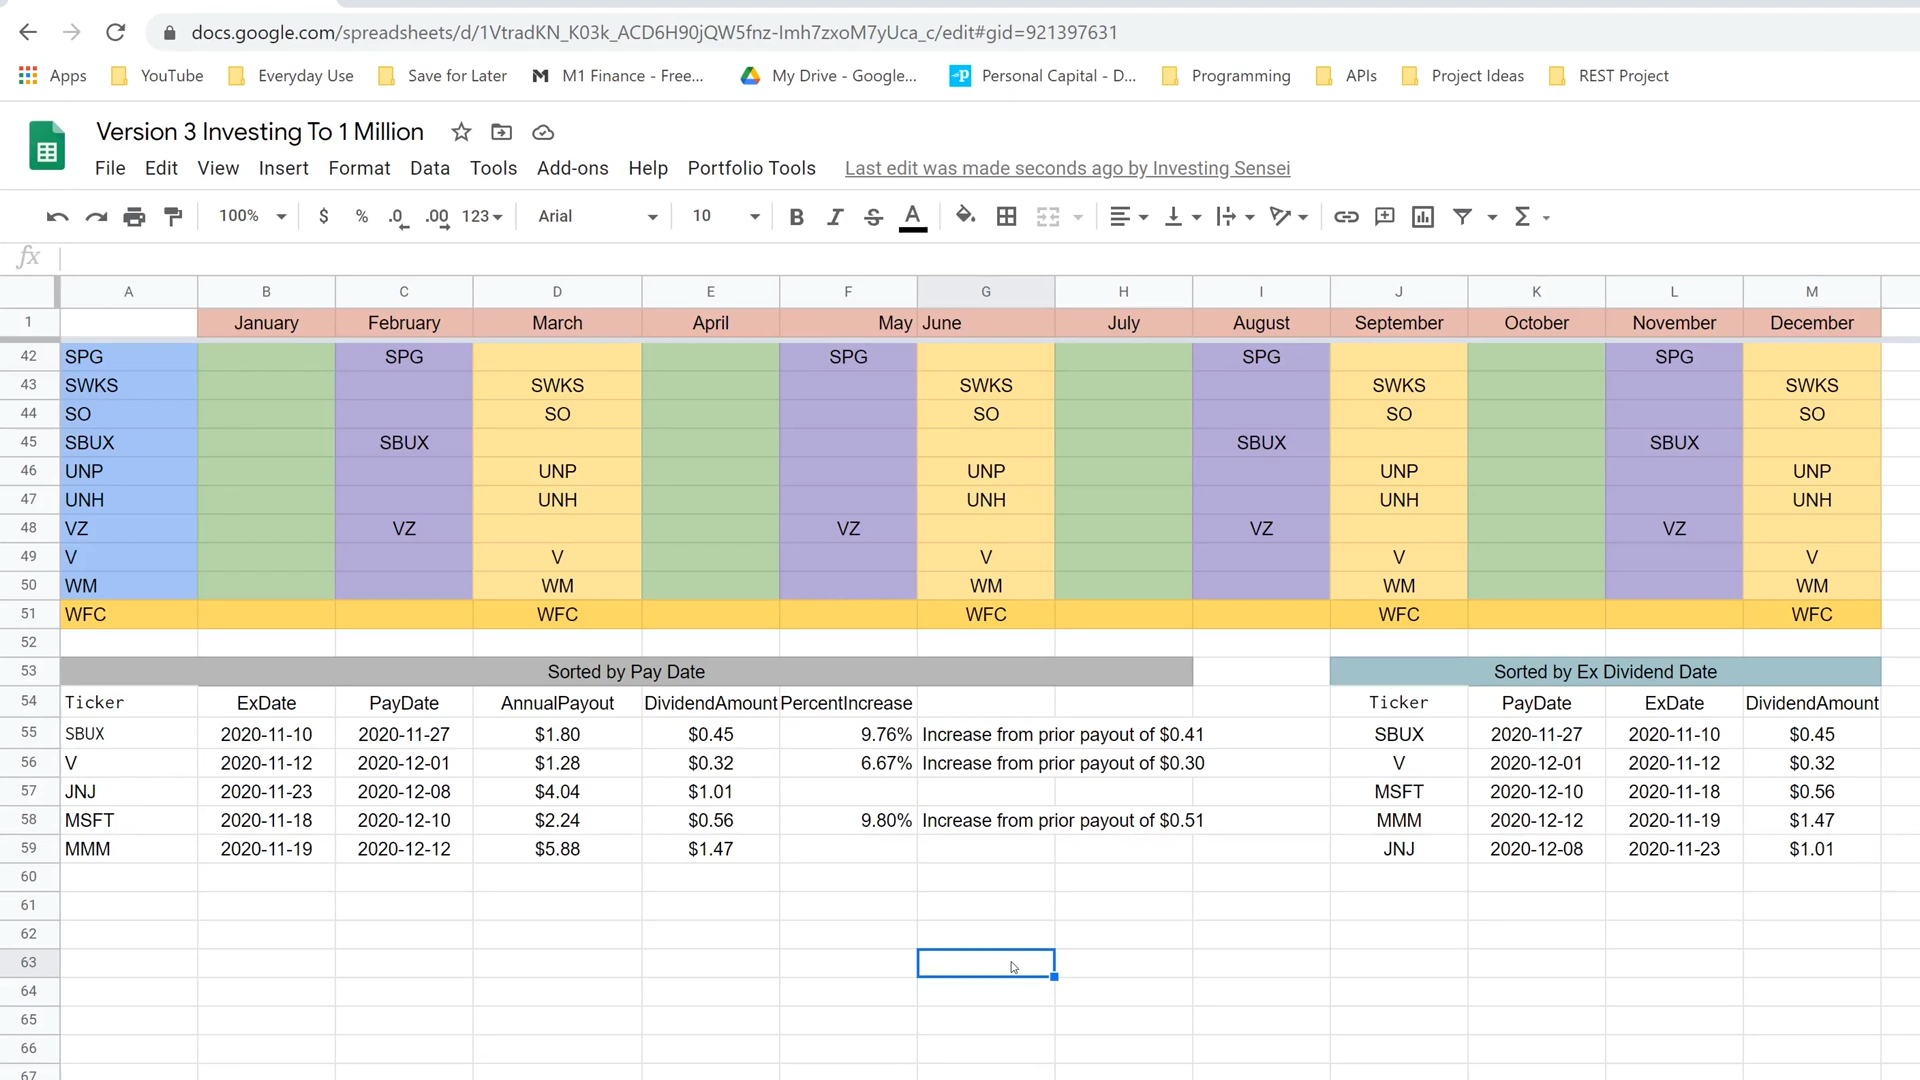 docs.google.com/spreadsheets/d/1VtradKN_K03k_ACD6H90jQW5fnz-Imh7zxoM7yUca_c/edit#gid=921397631
Apps YouTube Everyday Use Save for Later M1 Finance - Free... My Drive - Google... Personal Capital - D... Programming APIs Project Ideas REST Project
Version 3 Investing To 1 Million
File Edit View Insert Format Data Tools Add-ons Help Portfolio Tools Last edit was made seconds ago by Investing Sensei
100% $ % .0 .00 123 Arial 10 B I S A Σ
fx
A B C D E F G H I J K L M
1 January February March April May June July August September October November December
42 SPG SPG SPG SPG SPG
43 SWKS SWKS SWKS SWKS SWKS
44 SO SO SO SO SO
45 SBUX SBUX SBUX SBUX
46 UNP UNP UNP UNP UNP
47 UNH UNH UNH UNH UNH
48 VZ VZ VZ VZ VZ
49 V V V V V
50 WM WM WM WM WM
51 WFC WFC WFC WFC WFC
52
53 Sorted by Pay Date Sorted by Ex Dividend Date
54 Ticker ExDate PayDate AnnualPayout DividendAmount PercentIncrease Ticker PayDate ExDate DividendAmount
55 SBUX 2020-11-10 2020-11-27 $1.80 $0.45 9.76% Increase from prior payout of $0.41 SBUX 2020-11-27 2020-11-10 $0.45
56 V 2020-11-12 2020-12-01 $1.28 $0.32 6.67% Increase from prior payout of $0.30 V 2020-12-01 2020-11-12 $0.32
57 JNJ 2020-11-23 2020-12-08 $4.04 $1.01 MSFT 2020-12-10 2020-11-18 $0.56
58 MSFT 2020-11-18 2020-12-10 $2.24 $0.56 9.80% Increase from prior payout of $0.51 MMM 2020-12-12 2020-11-19 $1.47
59 MMM 2020-11-19 2020-12-12 $5.88 $1.47 JNJ 2020-12-08 2020-11-23 $1.01
60
61
62
63
64
65
66
67